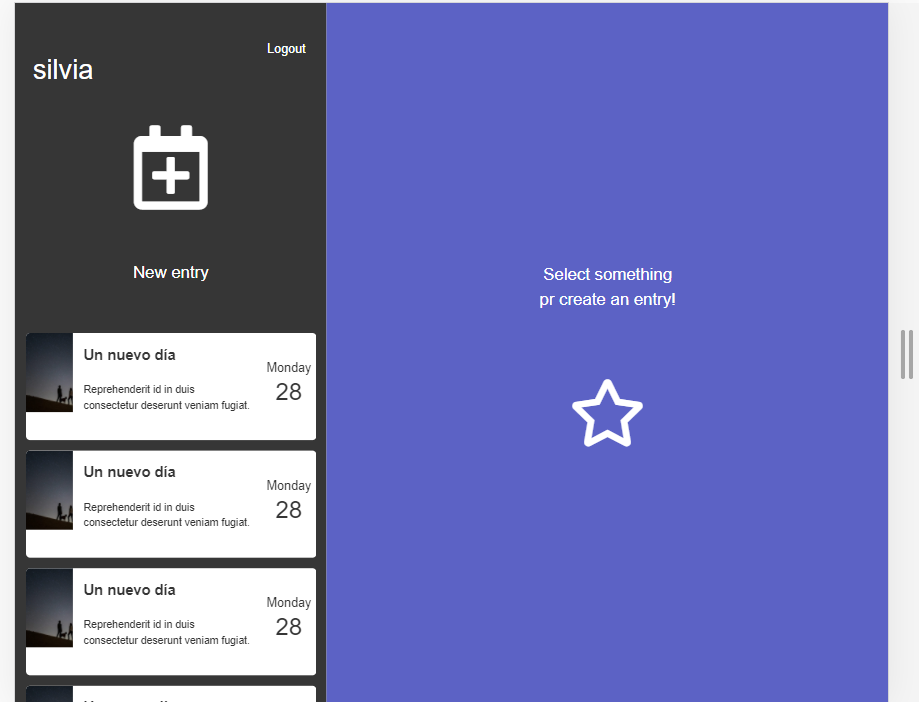 Logout
silvia
New entry
Un nuevo día
Reprehenderit id in duis
consectetur deserunt veniam fugiat.
Monday
28
Un nuevo día
Reprehenderit id in duis
consectetur deserunt veniam fugiat.
Monday
28
Un nuevo día
Reprehenderit id in duis
consectetur deserunt veniam fugiat.
Monday
28
Select something
pr create an entry!